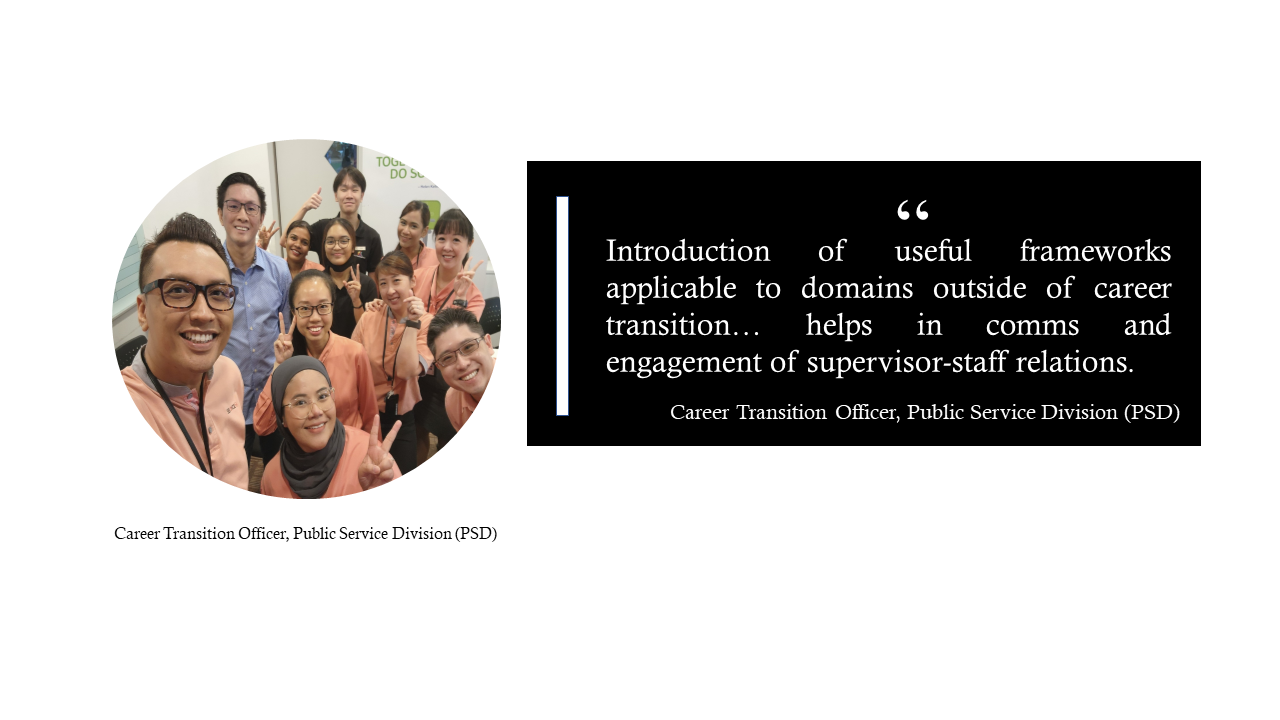 “
Introduction of useful frameworks
applicable to domains outside of career
transition… helps in comms and
engagement of supervisor-staff relations.
Career Transition Officer, Public Service Division (PSD)
DO
Career Transition Officer, Public Service Division (PSD)